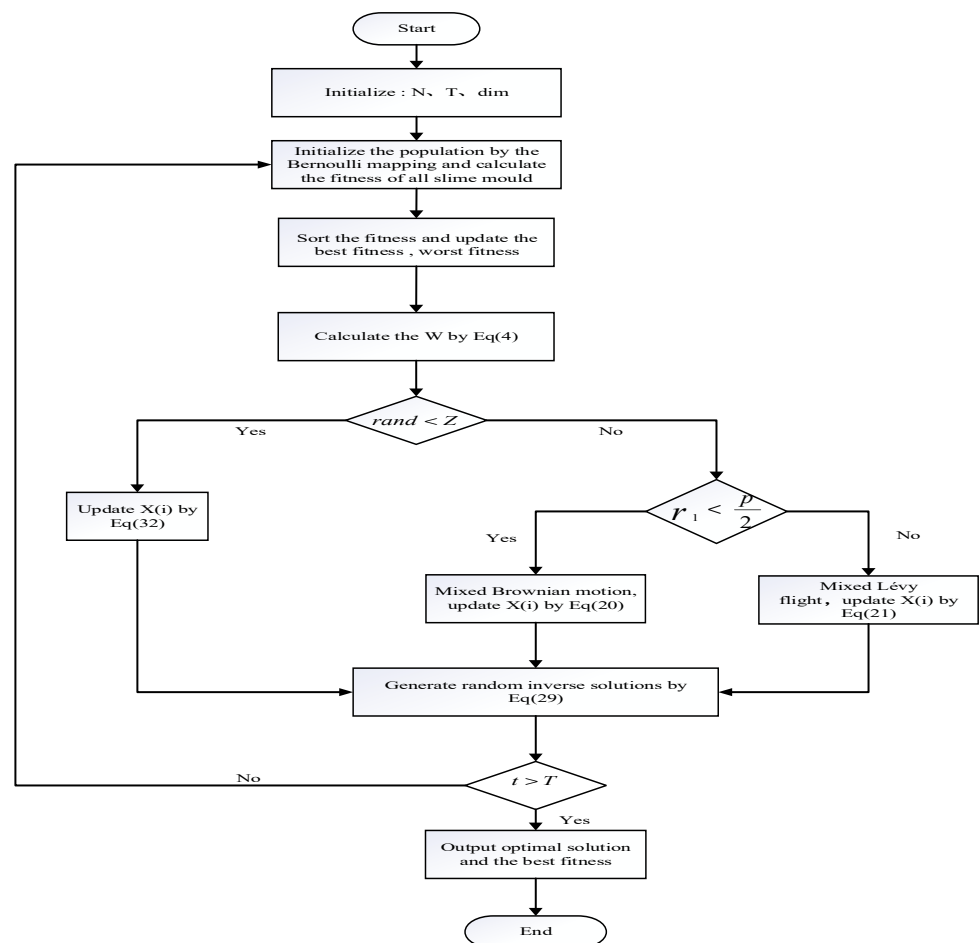 Start
Initialize : N、 T、 dim
Initialize the population by the
Bernoulli mapping and calculate
the fitness of all slime mould
Sort the fitness and update the
best fitness , worst fitness
Calculate the W by Eq(4)
rand < Z
Yes
No
Update X(i) by
Eq(32)
r₁ < p/2
Yes
No
Mixed Brownian motion,
update X(i) by Eq(20)
Mixed Lévy
flight， update X(i) by
Eq(21)
Generate random inverse solutions by
Eq(29)
t > T
No
Yes
Output optimal solution
and the best fitness
End